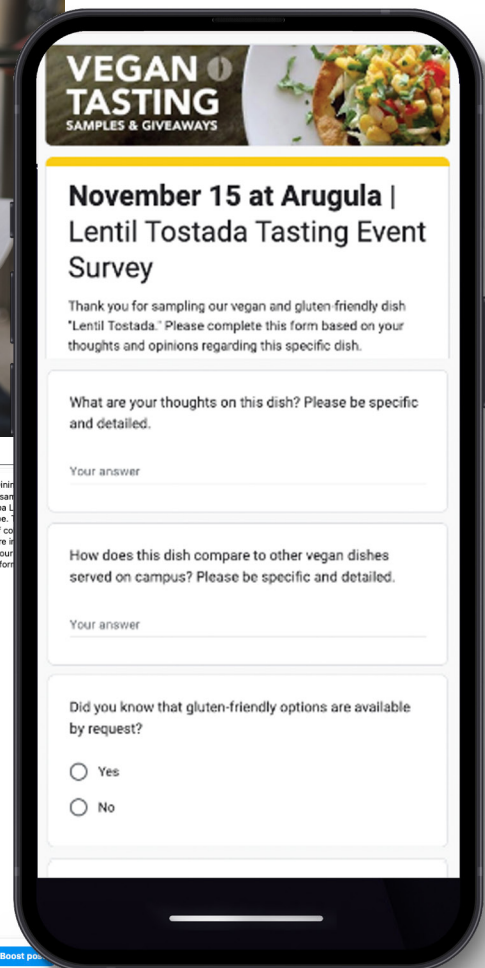 VEGAN
TASTING
SAMPLES & GIVEAWAYS
November 15 at Arugula |
Lentil Tostada Tasting Event
Survey
Thank you for sampling our vegan and gluten-friendly dish
"Lentil Tostada." Please complete this form based on your
thoughts and opinions regarding this specific dish.
What are your thoughts on this dish? Please be specific
and detailed.
Your answer
How does this dish compare to other vegan dishes
served on campus? Please be specific and detailed.
Your answer
Did you know that gluten-friendly options are available
by request?
Yes
No
Boost